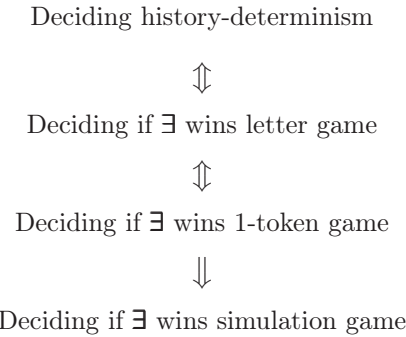 Deciding history-determinism
⇕
Deciding if ∃ wins letter game
⇕
Deciding if ∃ wins 1-token game
⇓
Deciding if ∃ wins simulation game